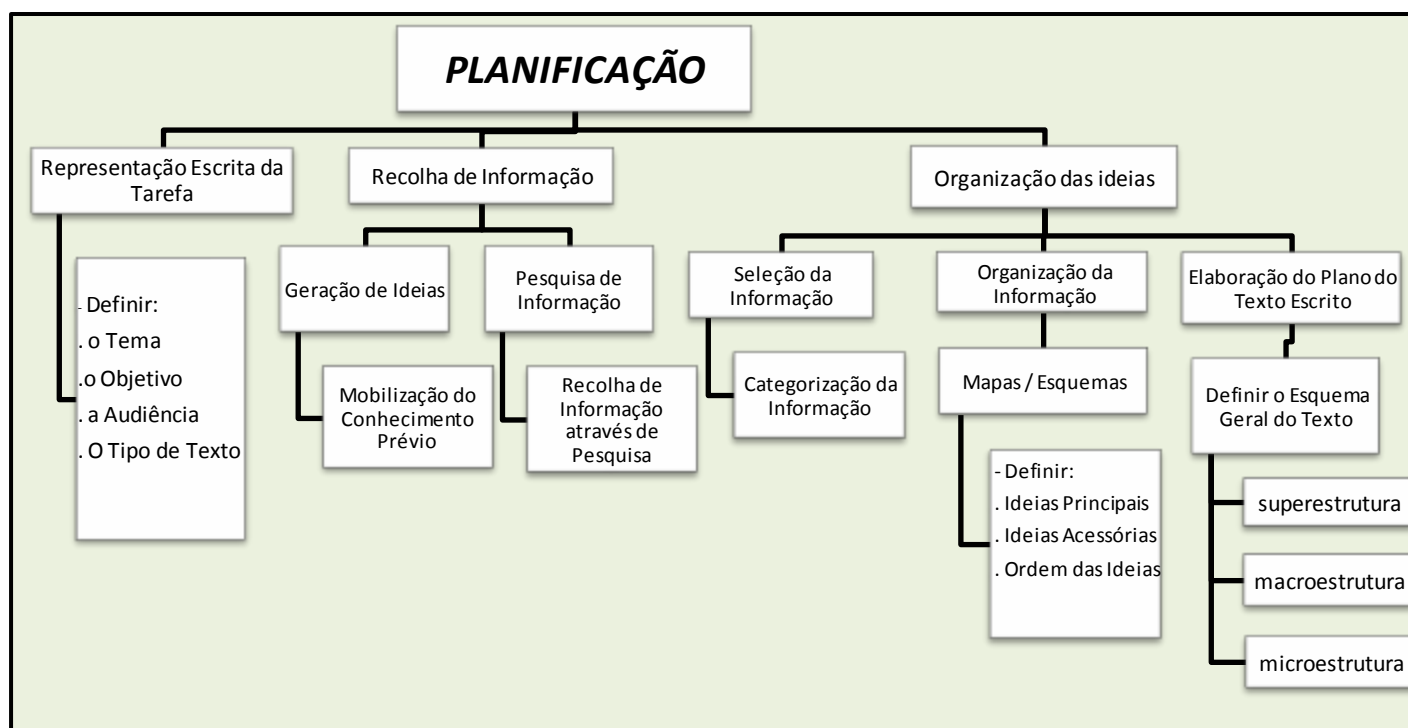 PLANIFICAÇÃO
Representação Escrita da
Tarefa
- Definir:
. o Tema
.o Objetivo
. a Audiência
. O Tipo de Texto
Recolha de Informação
Geração de Ideias
Mobilização do
Conhecimento
Prévio
Pesquisa de
Informação
Recolha de
Informação
através de
Pesquisa
Organização das ideias
Seleção da
Informação
Categorização da
Informação
Organização da
Informação
Mapas / Esquemas
- Definir:
. Ideias Principais
. Ideias Acessórias
. Ordem das Ideias
Elaboração do Plano do
Texto Escrito
Definir o Esquema
Geral do Texto
superestrutura
macroestrutura
microestrutura